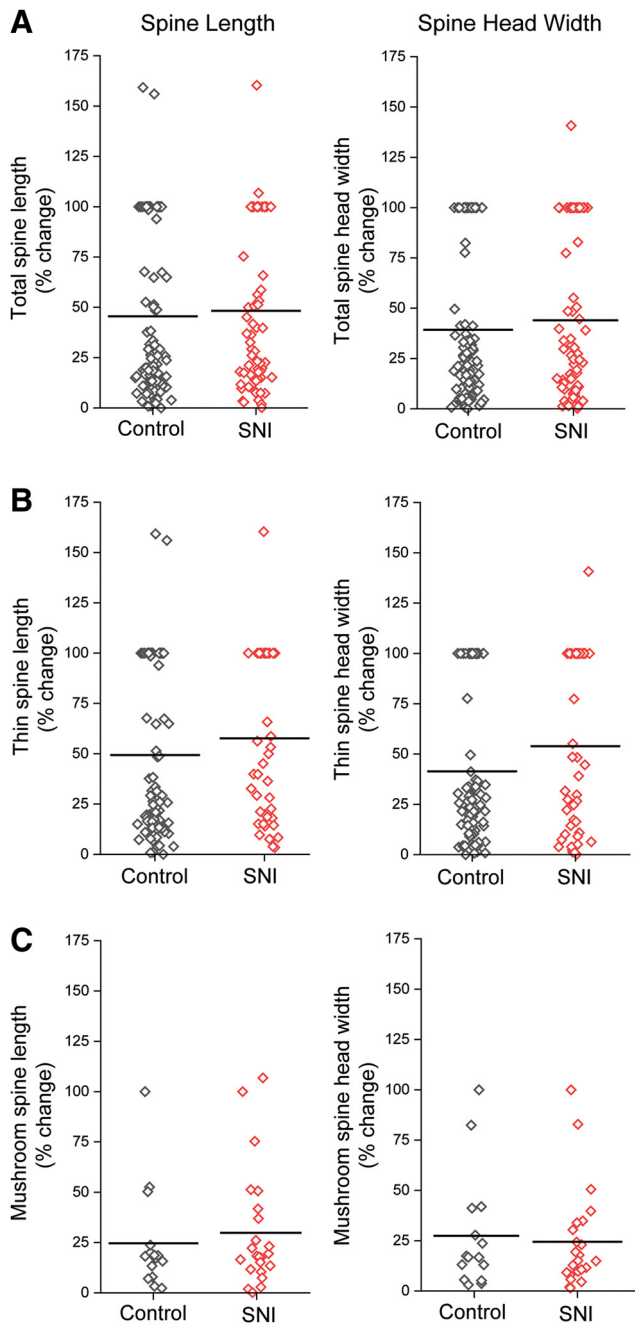 A
Spine Length
Spine Head Width
Total spine length
(% change)
175
150
125
100
75
50
25
0
Control
SNI
Total spine head width
(% change)
175
150
125
100
75
50
25
0
Control
SNI
B
Thin spine length
(% change)
175
150
125
100
75
50
25
0
Control
SNI
Thin spine head width
(% change)
175
150
125
100
75
50
25
0
Control
SNI
C
Mushroom spine length
(% change)
175
150
125
100
75
50
25
0
Control
SNI
Mushroom spine head width
(% change)
175
150
125
100
75
50
25
0
Control
SNI